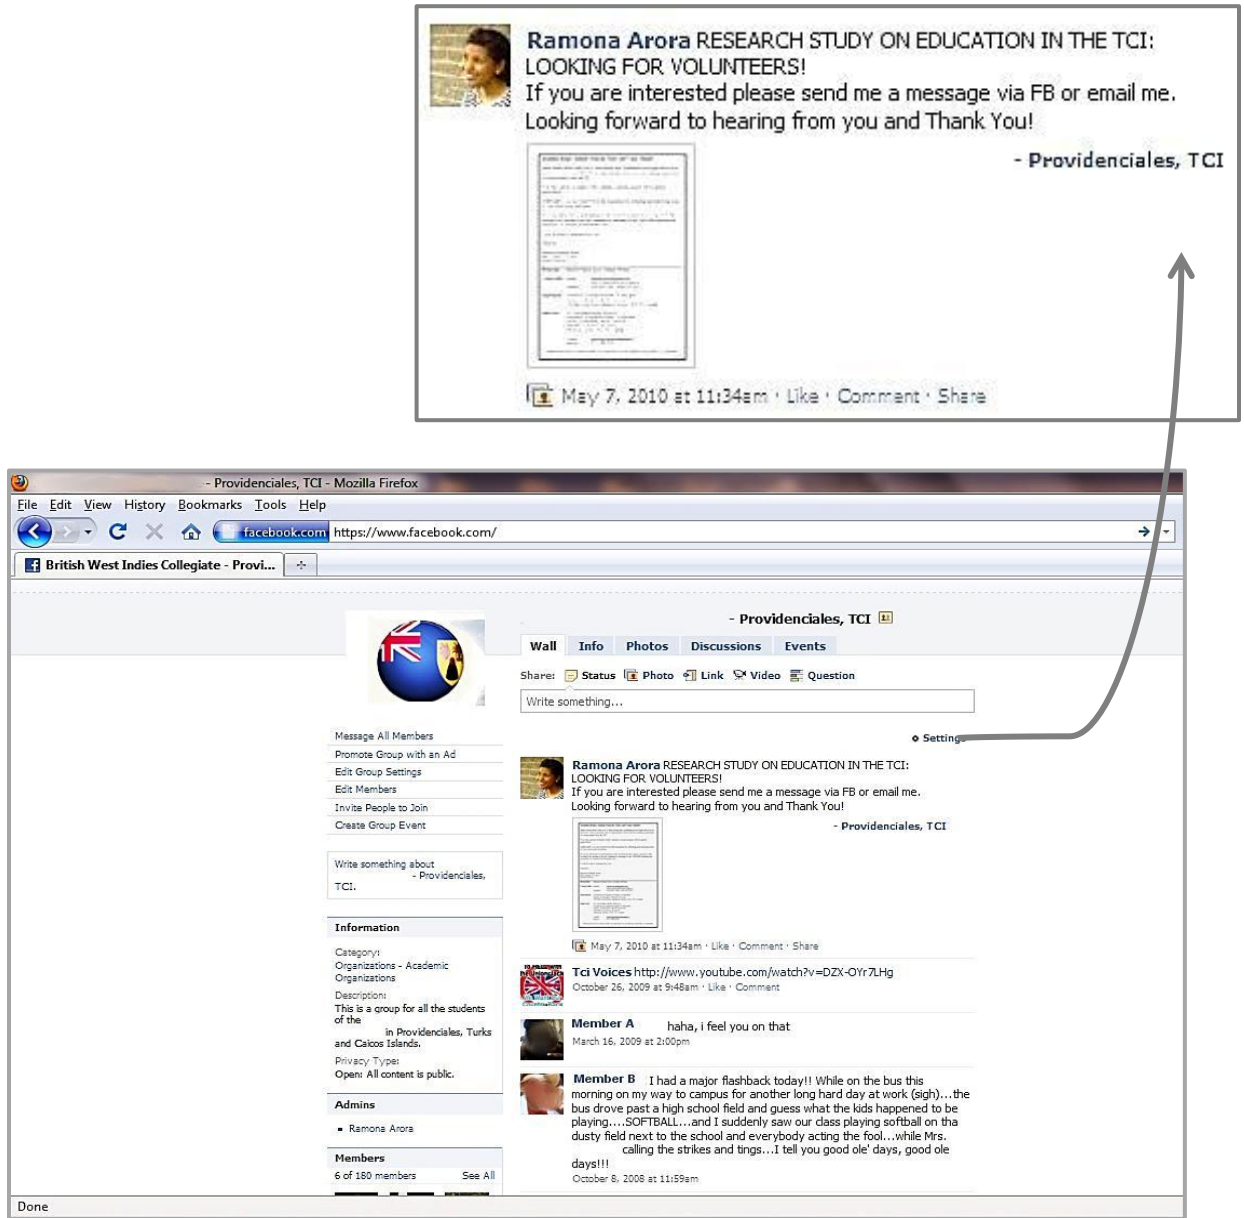 Ramona Arora RESEARCH STUDY ON EDUCATION IN THE TCI:
LOOKING FOR VOLUNTEERS!
If you are interested please send me a message via FB or email me.
Looking forward to hearing from you and Thank You!
- Providenciales, TCI
May 7, 2010 at 11:34am · Like · Comment · Share
- Providenciales, TCI - Mozilla Firefox
File Edit View History Bookmarks Tools Help
facebook.com https://www.facebook.com/
British West Indies Collegiate - Provi...
- Providenciales, TCI
Wall Info Photos Discussions Events
Share: Status Photo Link Video Question
Write something...
Settings
Message All Members
Promote Group with an Ad
Edit Group Settings
Edit Members
Invite People to Join
Create Group Event
Write something about
- Providenciales,
TCI.
Information
Category:
Organizations - Academic
Organizations
Description:
This is a group for all the students
of the
in Providenciales, Turks
and Caicos Islands.
Privacy Type:
Open: All content is public.
Admins
Ramona Arora
Members
6 of 180 members See All
Ramona Arora RESEARCH STUDY ON EDUCATION IN THE TCI:
LOOKING FOR VOLUNTEERS!
If you are interested please send me a message via FB or email me.
Looking forward to hearing from you and Thank You!
- Providenciales, TCI
May 7, 2010 at 11:34am · Like · Comment · Share
Tci Voices http://www.youtube.com/watch?v=DZX-OYr7LHg
October 26, 2009 at 9:48am · Like · Comment
Member A haha, i feel you on that
March 16, 2009 at 2:00pm
Member B I had a major flashback today!! While on the bus this
morning on my way to campus for another long hard day at work (sigh)...the
bus drove past a high school field and guess what the kids happened to be
playing....SOFTBALL...and I suddenly saw our class playing softball on tha
dusty field next to the school and everybody acting the fool...while Mrs.
calling the strikes and tings...I tell you good ole' days, good ole
days!!!
October 8, 2008 at 11:59am
Done